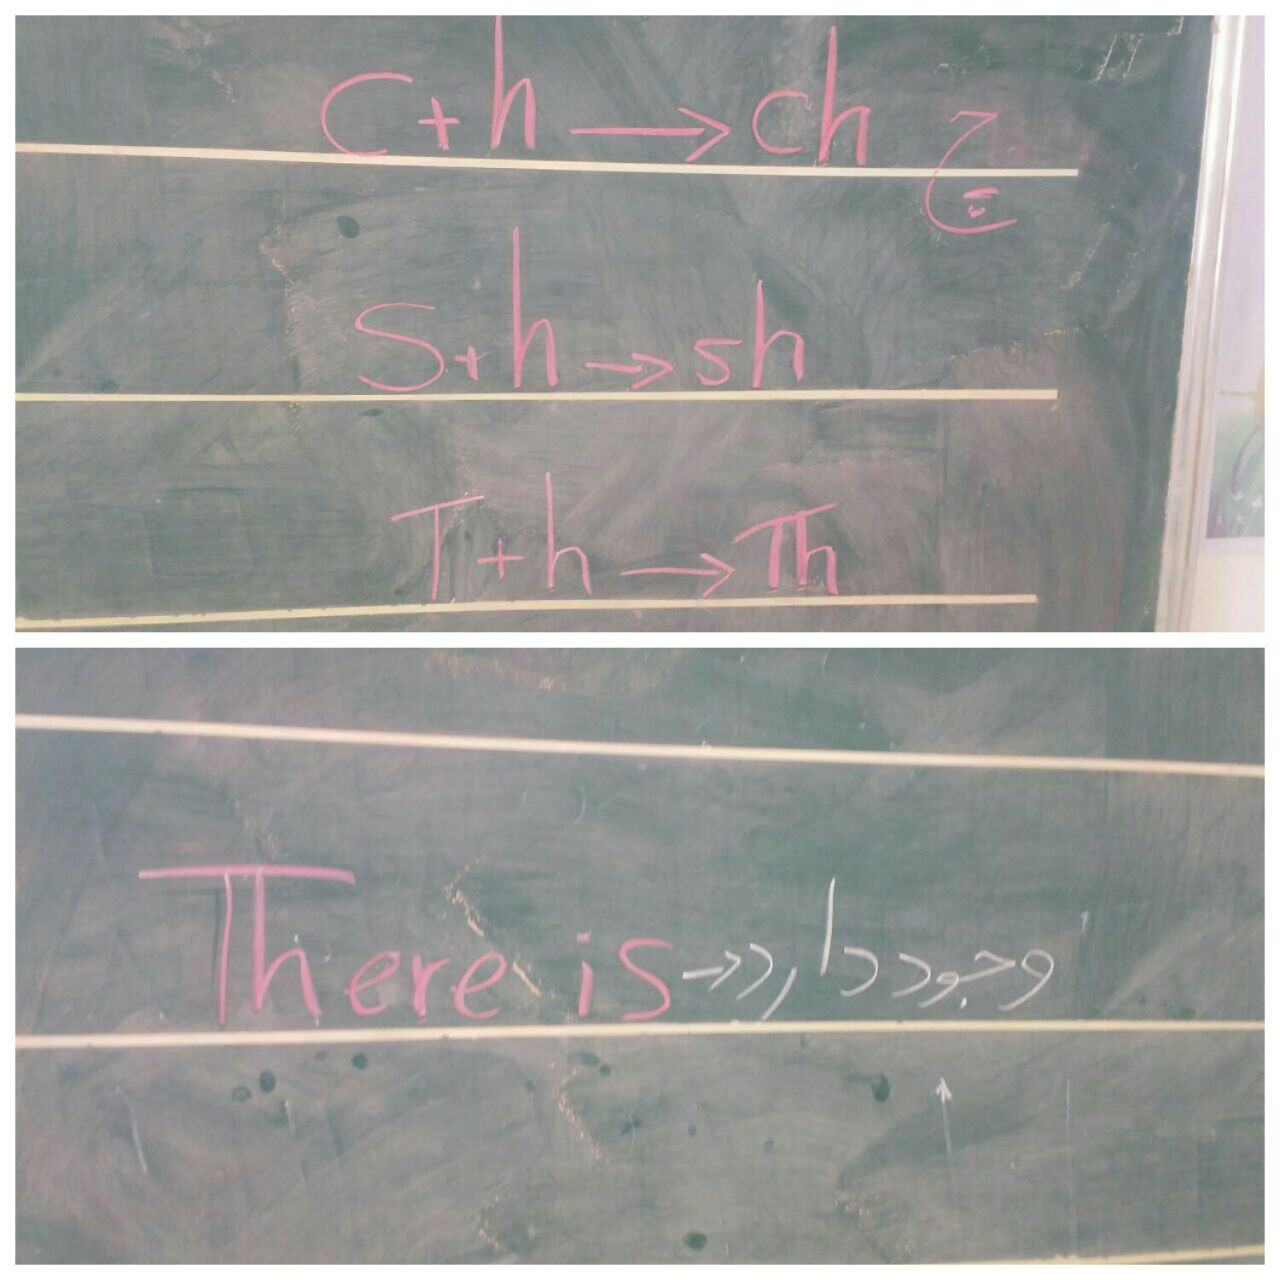 C+h → ch چ
S+h → sh
T+h → Th
There is → وجود دارد